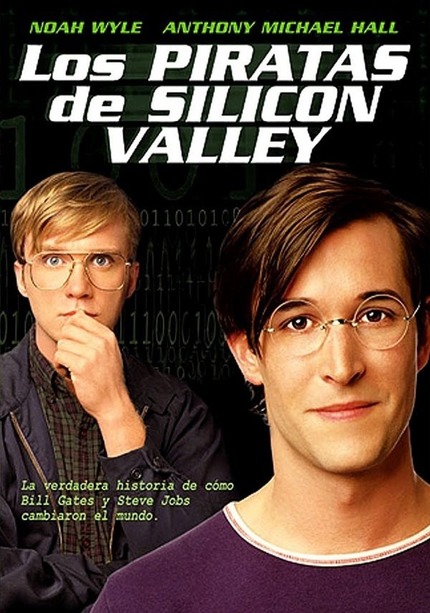 NOAH WYLE ANTHONY MICHAEL HALL
Los PIRATAS
de SILICON
VALLEY
La verdadera historia de cómo
Bill Gates y Steve Jobs
cambiaron el mundo.